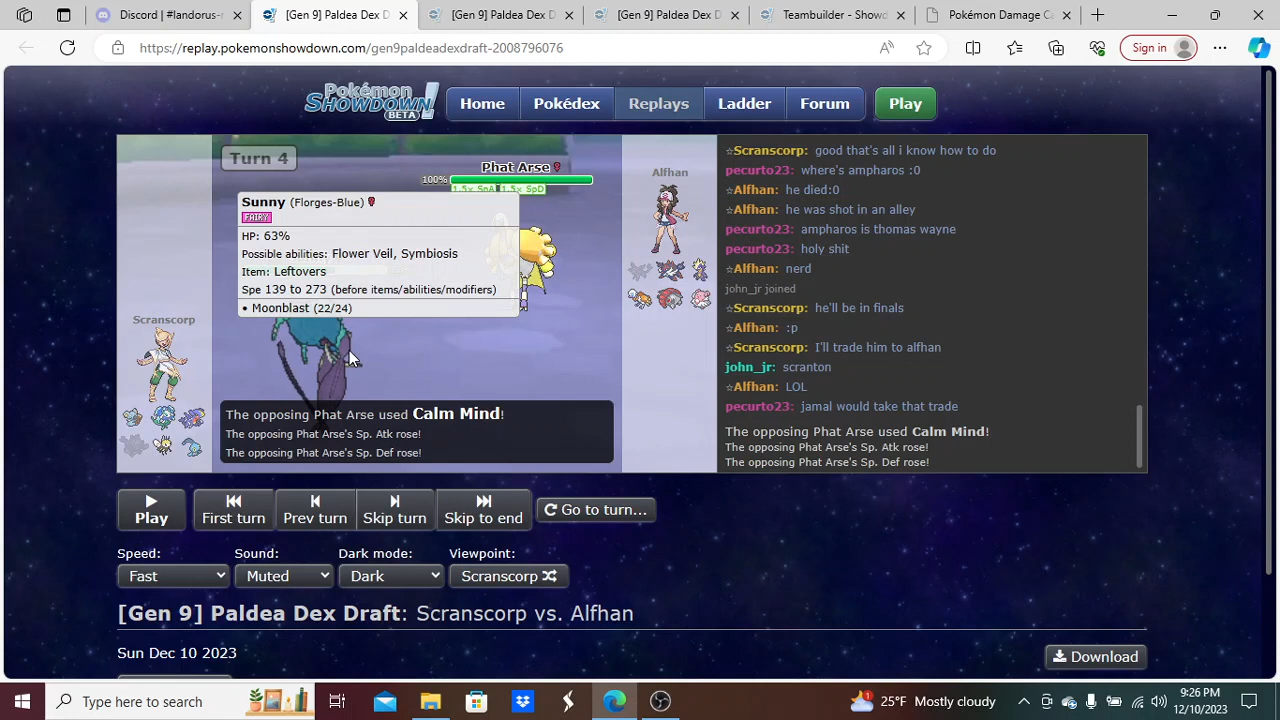 Discord | #landorus-
[Gen 9] Paldea Dex D
[Gen 9] Paldea Dex D
[Gen 9] Paldea Dex D
Teambuilder - Showd
Pokémon Damage Ca
https://replay.pokemonshowdown.com/gen9paldeadexdraft-2008796076
Sign in
Pokémon
SHOWDOWN!
BETA
Home
Pokédex
Replays
Ladder
Forum
Play
Turn 4
Phat Arse
100%
1.5x SpA 1.5x SpD
Sunny (Florges-Blue)
FAIRY
HP: 63%
Possible abilities: Flower Veil, Symbiosis
Item: Leftovers
Spe 139 to 273 (before items/abilities/modifiers)
• Moonblast (22/24)
Scranscorp
Alfhan
The opposing Phat Arse used Calm Mind!
The opposing Phat Arse's Sp. Atk rose!
The opposing Phat Arse's Sp. Def rose!
☆Scranscorp: good that's all i know how to do
pecurto23: where's ampharos :0
☆Alfhan: he died:0
☆Alfhan: he was shot in an alley
pecurto23: ampharos is thomas wayne
pecurto23: holy shit
☆Alfhan: nerd
john_jr joined
☆Scranscorp: he'll be in finals
☆Alfhan: :p
☆Scranscorp: I'll trade him to alfhan
john_jr: scranton
☆Alfhan: LOL
pecurto23: jamal would take that trade
The opposing Phat Arse used Calm Mind!
The opposing Phat Arse's Sp. Atk rose!
The opposing Phat Arse's Sp. Def rose!
Play
First turn
Prev turn
Skip turn
Skip to end
Go to turn...
Speed:
Sound:
Dark mode:
Viewpoint:
Fast
Muted
Dark
Scranscorp
[Gen 9] Paldea Dex Draft: Scranscorp vs. Alfhan
Sun Dec 10 2023
Download
Type here to search
25°F Mostly cloudy
9:26 PM
12/10/2023